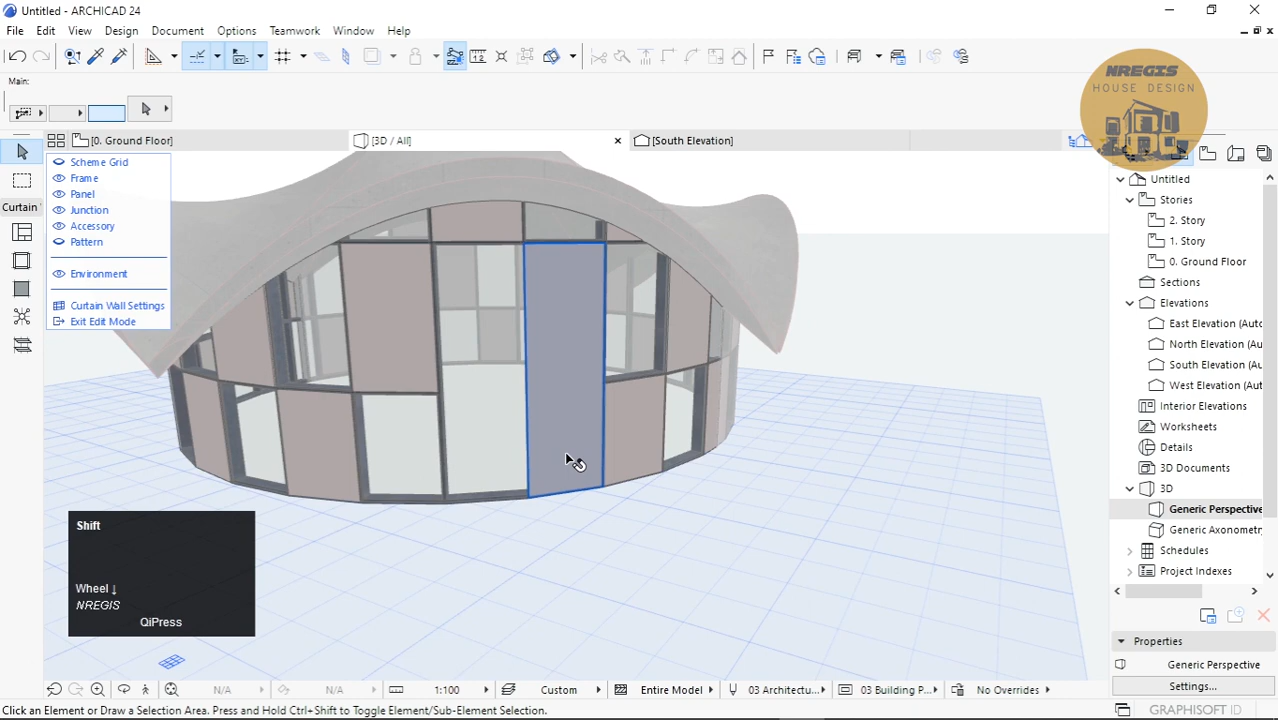 Untitled - ARCHICAD 24
File Edit View Design Document Options Teamwork Window Help
Main:
NREGIS
HOUSE DESIGN
[0. Ground Floor]
[3D / All]
[South Elevation]
Scheme Grid
Frame
Panel
Junction
Accessory
Pattern
Environment
Curtain Wall Settings
Exit Edit Mode
Curtain
Untitled
Stories
2. Story
1. Story
0. Ground Floor
Sections
Elevations
East Elevation (Auto
North Elevation (Au
South Elevation (Au
West Elevation (Aut
Interior Elevations
Worksheets
Details
3D Documents
3D
Generic Perspective
Generic Axonometr
Schedules
Project Indexes
Properties
Generic Perspective
Settings...
Shift
Wheel ↓
NREGIS
QiPress
N/A N/A 1:100 Custom Entire Model 03 Architectu... 03 Building P... No Overrides
Click an Element or Draw a Selection Area. Press and Hold Ctrl+Shift to Toggle Element/Sub-Element Selection.
GRAPHISOFT ID